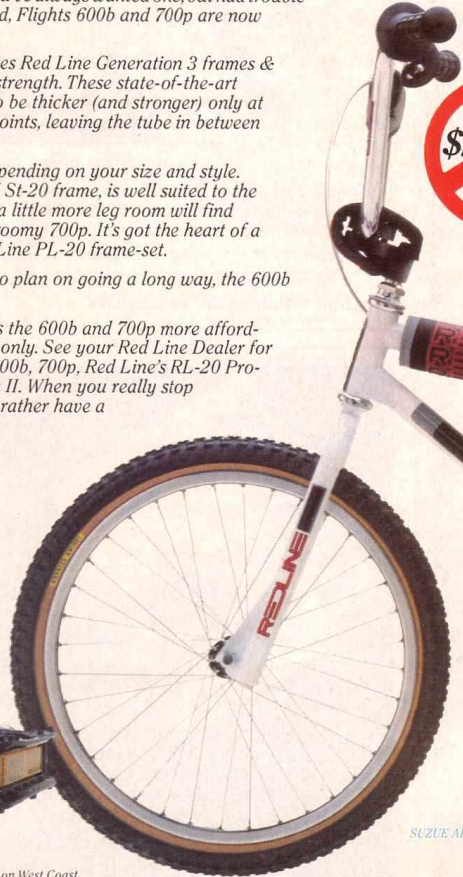 d, Flights 600b and 700p are now
es Red Line Generation 3 frames &
strength. These state-of-the-art
o be thicker (and stronger) only at
oints, leaving the tube in between
pending on your size and style.
St-20 frame, is well suited to the
a little more leg room will find
roomy 700p. It's got the heart of a
Line PL-20 frame-set.
o plan on going a long way, the 600b
s the 600b and 700p more afford-
only. See your Red Line Dealer for
00b, 700p, Red Line's RL-20 Pro-
II. When you really stop
rather have a
$
REDLINE
SUZUE
on West Coast